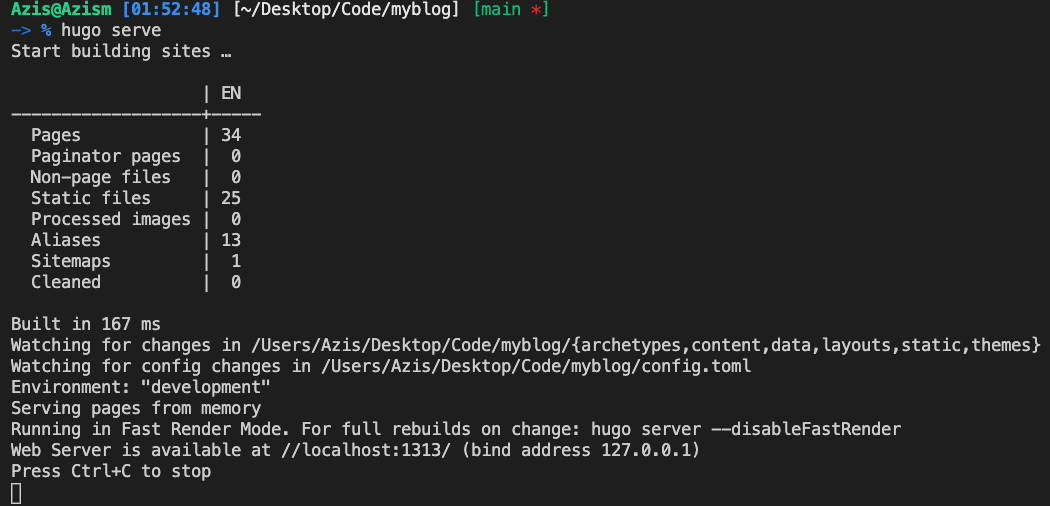 Azis@Azism [01:52:48] [~/Desktop/Code/myblog] [main *]
-> % hugo serve
Start building sites …
| EN
-------------------+-----
Pages | 34
Paginator pages | 0
Non-page files | 0
Static files | 25
Processed images | 0
Aliases | 13
Sitemaps | 1
Cleaned | 0
Built in 167 ms
Watching for changes in /Users/Azis/Desktop/Code/myblog/{archetypes,content,data,layouts,static,themes}
Watching for config changes in /Users/Azis/Desktop/Code/myblog/config.toml
Environment: "development"
Serving pages from memory
Running in Fast Render Mode. For full rebuilds on change: hugo server --disableFastRender
Web Server is available at //localhost:1313/ (bind address 127.0.0.1)
Press Ctrl+C to stop